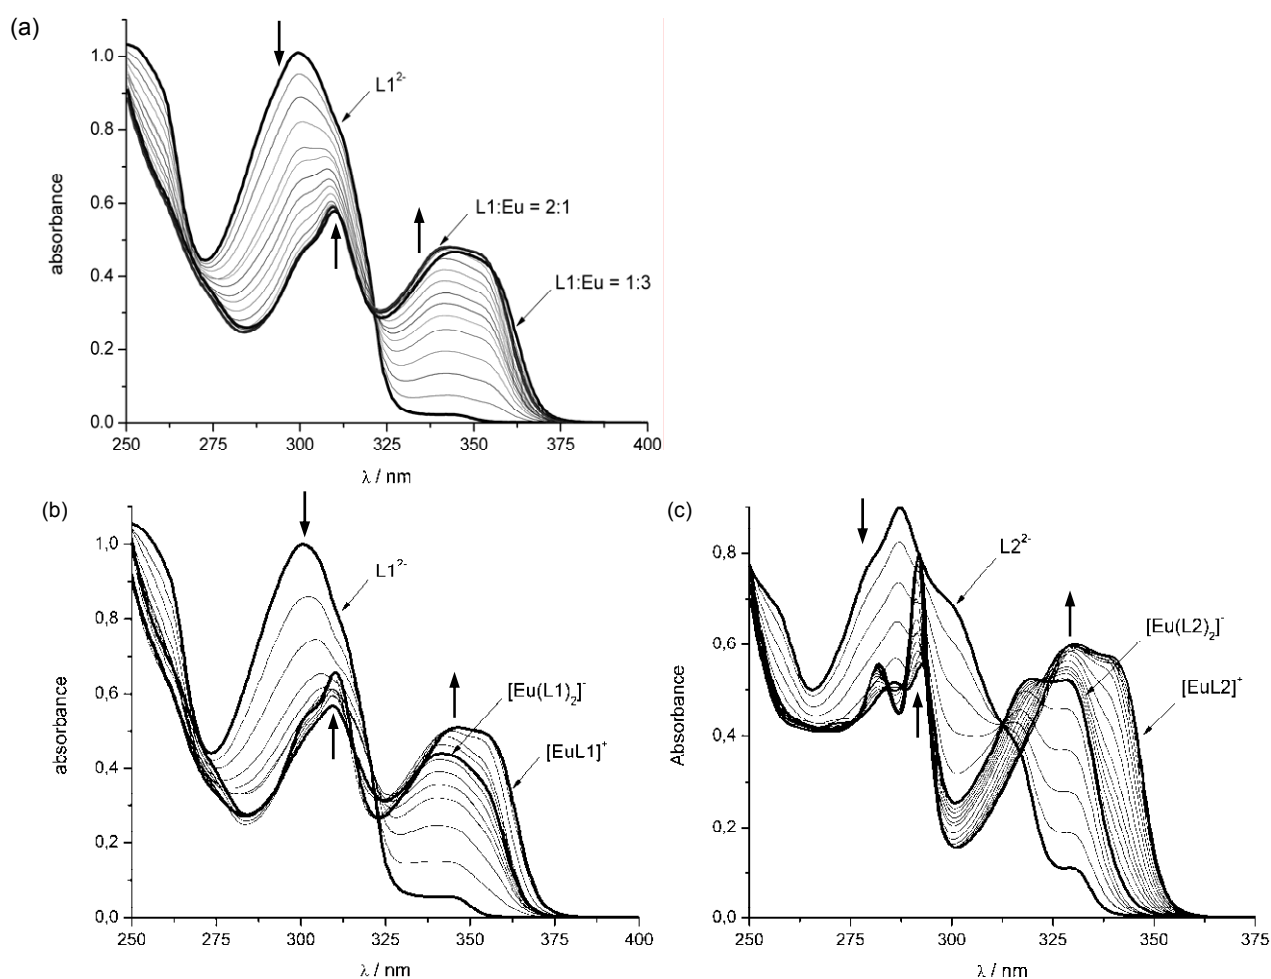 (a)
1.0
0.8
0.6
0.4
0.2
0.0
absorbance
L1²⁻
L1:Eu = 2:1
L1:Eu = 1:3
250 275 300 325 350 375 400
λ / nm
(b)
1,0
0,8
0,6
0,4
0,2
0,0
absorbance
L1²⁻
[Eu(L1)₂]⁻
[EuL1]⁺
250 275 300 325 350 375 400
λ / nm
(c)
0,8
0,6
0,4
0,2
0,0
Absorbance
L2²⁻
[Eu(L2)₂]⁻
[EuL2]⁺
250 275 300 325 350 375
λ / nm